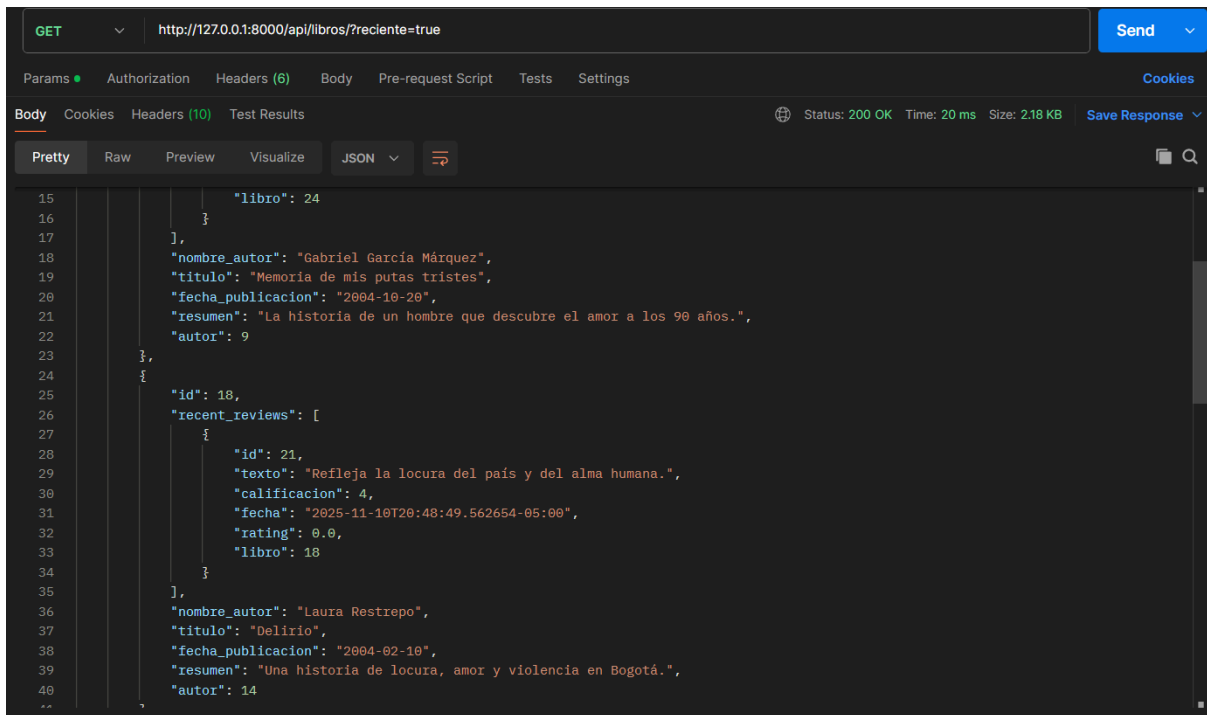 GET http://127.0.0.1:8000/api/libros/?reciente=true Send
Params Authorization Headers (6) Body Pre-request Script Tests Settings Cookies
Body Cookies Headers (10) Test Results Status: 200 OK Time: 20 ms Size: 2.18 KB Save Response
Pretty Raw Preview Visualize JSON
15 "libro": 24
16 }
17 ],
18 "nombre_autor": "Gabriel García Márquez",
19 "titulo": "Memoria de mis putas tristes",
20 "fecha_publicacion": "2004-10-20",
21 "resumen": "La historia de un hombre que descubre el amor a los 90 años.",
22 "autor": 9
23 },
24 {
25 "id": 18,
26 "recent_reviews": [
27 {
28 "id": 21,
29 "texto": "Refleja la locura del país y del alma humana.",
30 "calificacion": 4,
31 "fecha": "2025-11-10T20:48:49.562654-05:00",
32 "rating": 0.0,
33 "libro": 18
34 }
35 ],
36 "nombre_autor": "Laura Restrepo",
37 "titulo": "Delirio",
38 "fecha_publicacion": "2004-02-10",
39 "resumen": "Una historia de locura, amor y violencia en Bogotá.",
40 "autor": 14